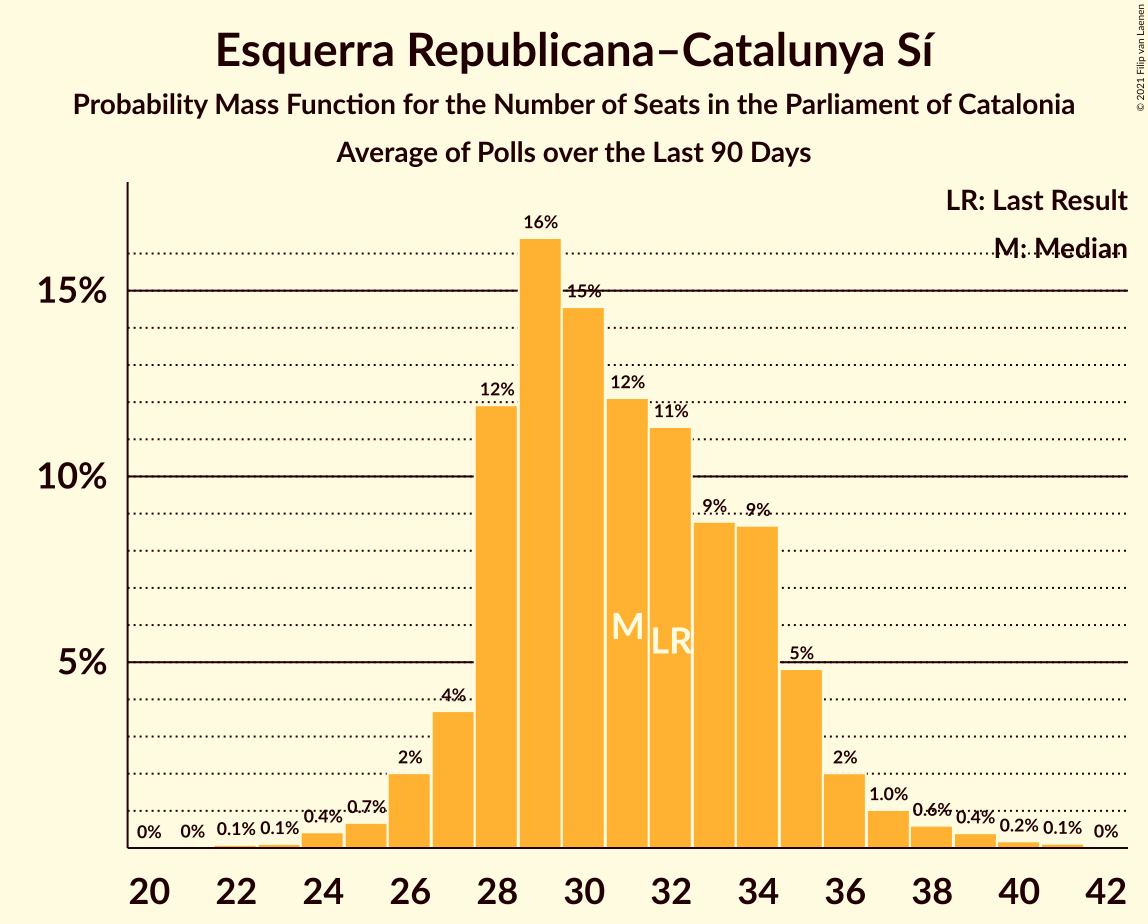 Esquerra Republicana–Catalunya Sí
Probability Mass Function for the Number of Seats in the Parliament of Catalonia
Average of Polls over the Last 90 Days
© 2021 Filip van Laenen
LR: Last Result
M: Median
15%
10%
5%
0%
0%
0.1%
0.1%
0.4%
0.7%
2%
4%
12%
16%
15%
12%
11%
9%
9%
5%
2%
1.0%
0.6%
0.4%
0.2%
0.1%
0%
M
LR
20 22 24 26 28 30 32 34 36 38 40 42